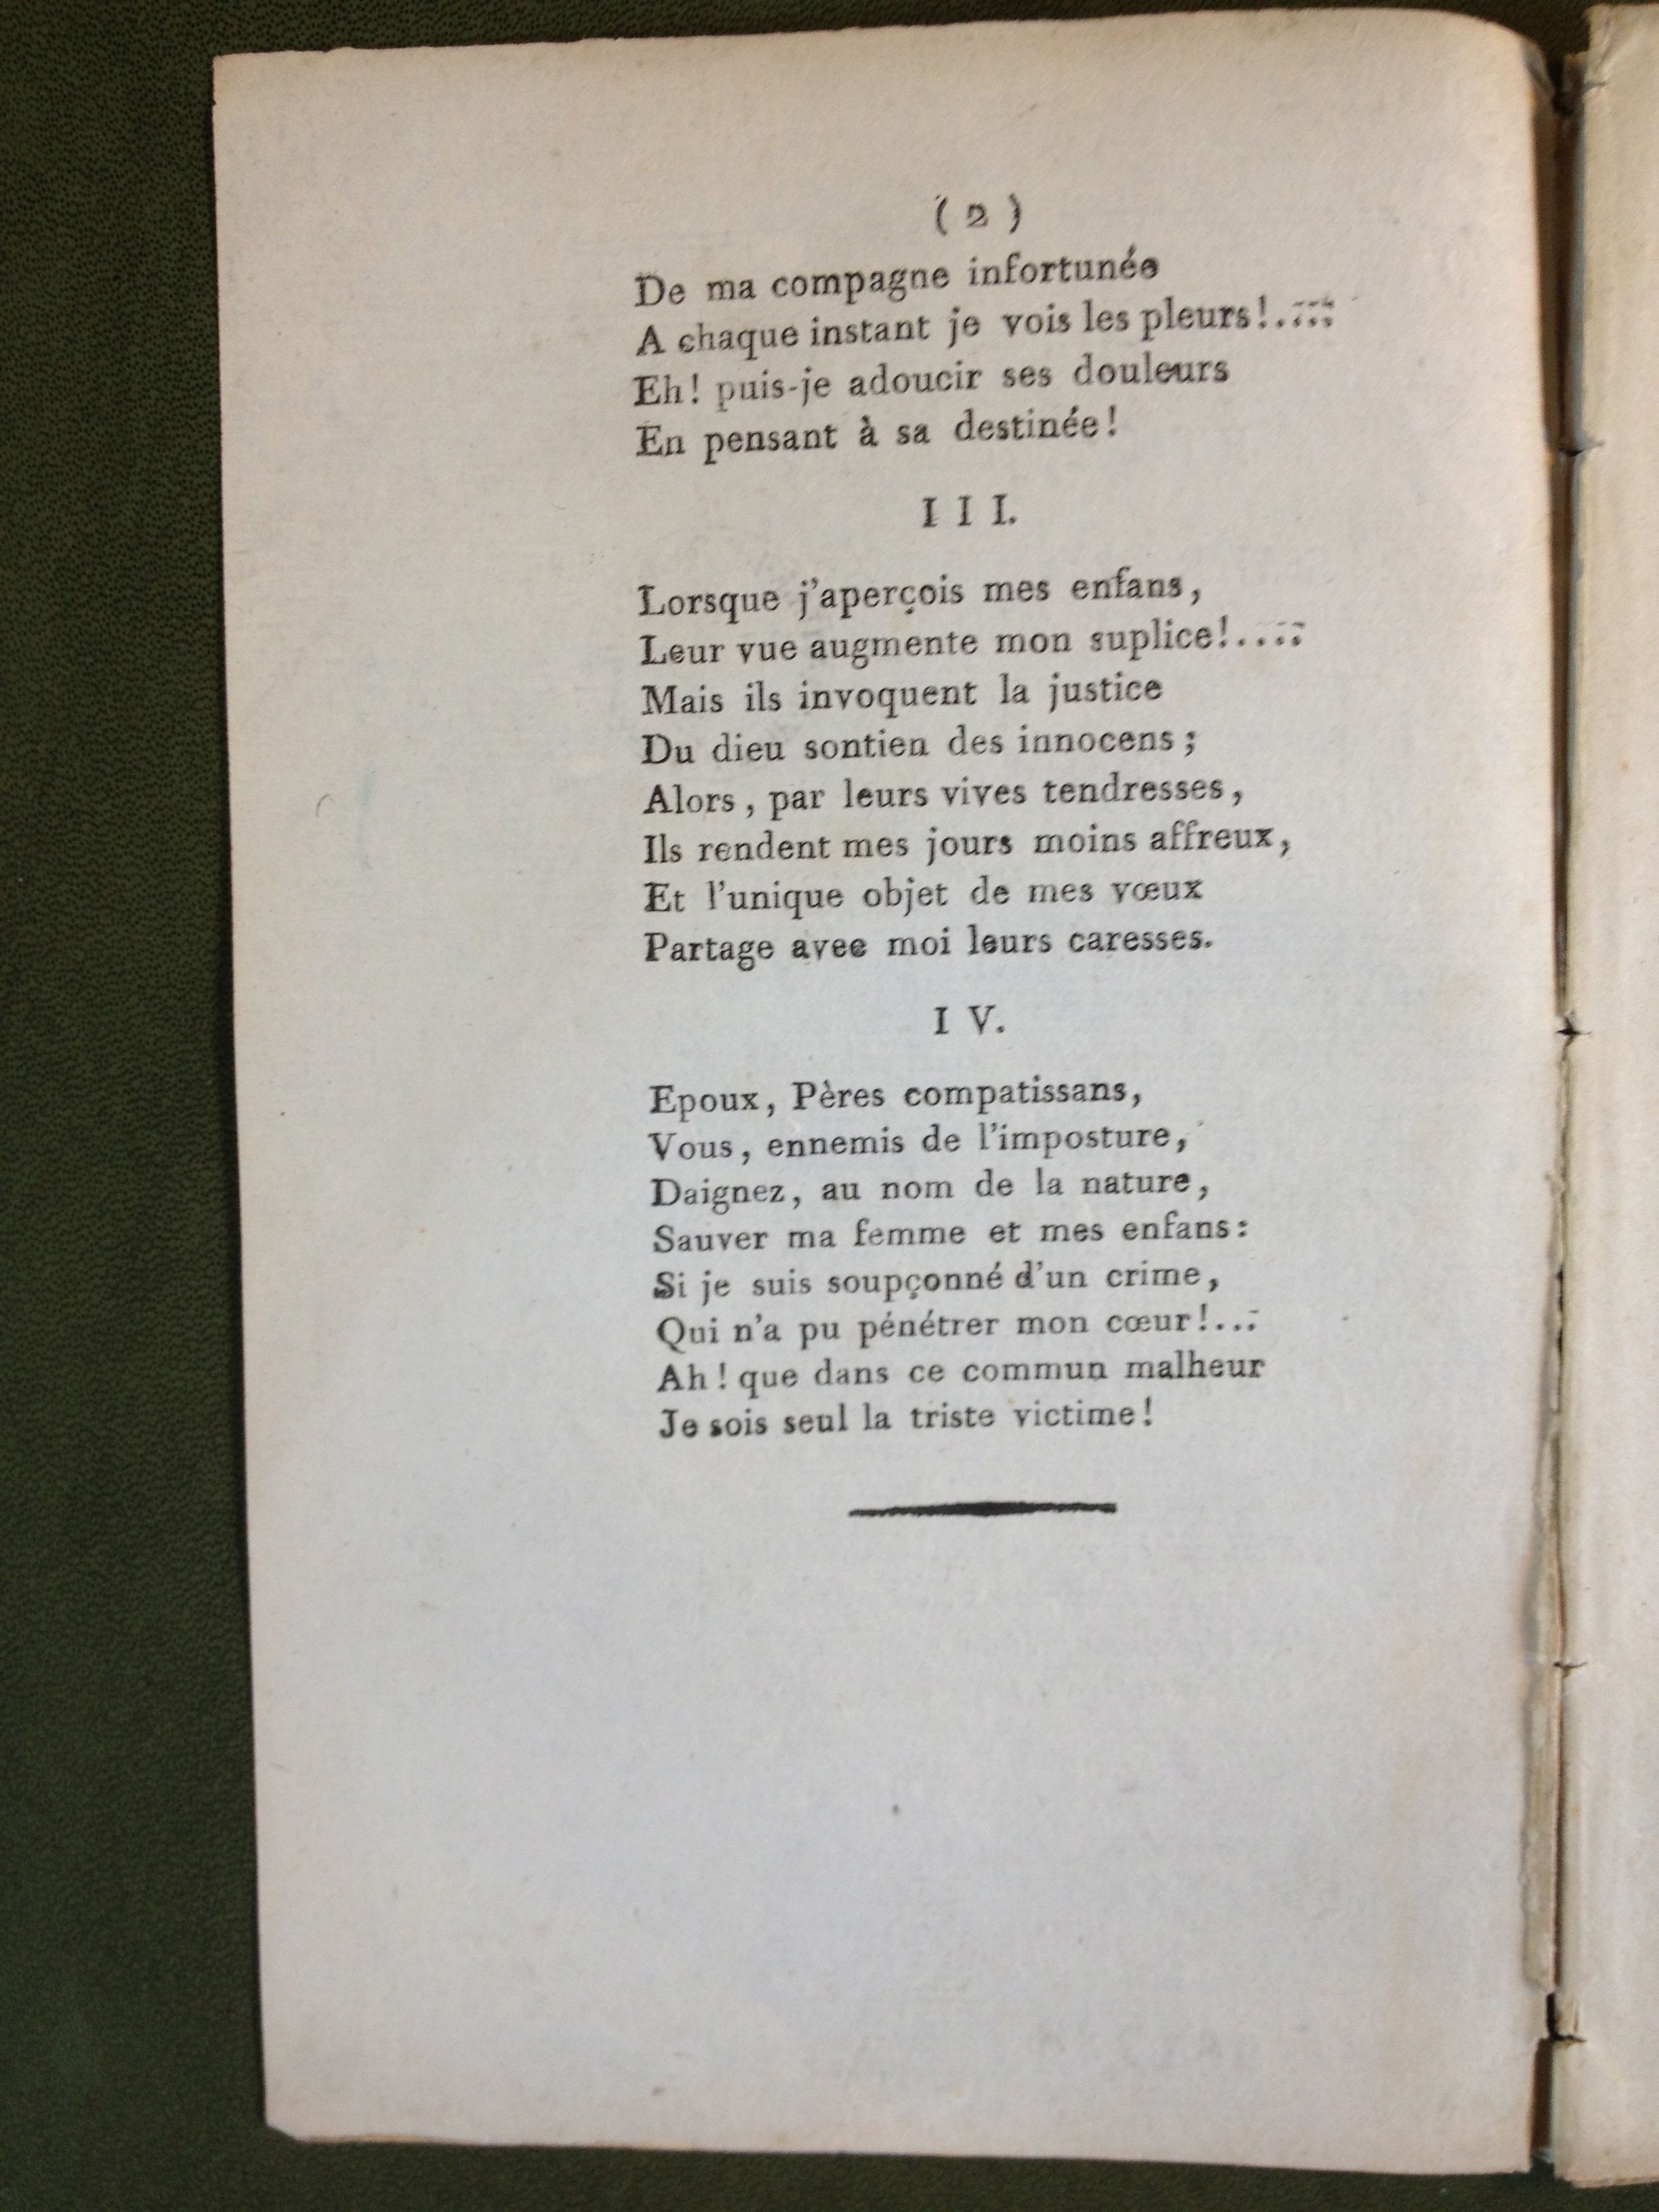 ( 2 )
De ma compagne infortunée
A chaque instant je vois les pleurs!....
Eh! puis-je adoucir ses douleurs
En pensant à sa destinée!
III.
Lorsque j'aperçois mes enfans,
Leur vue augmente mon suplice!....
Mais ils invoquent la justice
Du dieu sontien des innocens;
Alors, par leurs vives tendresses,
Ils rendent mes jours moins affreux,
Et l'unique objet de mes vœux
Partage avec moi leurs caresses.
IV.
Epoux, Pères compatissans,
Vous, ennemis de l'imposture,
Daignez, au nom de la nature,
Sauver ma femme et mes enfans:
Si je suis soupçonné d'un crime,
Qui n'a pu pénétrer mon cœur!...
Ah! que dans ce commun malheur
Je sois seul la triste victime!